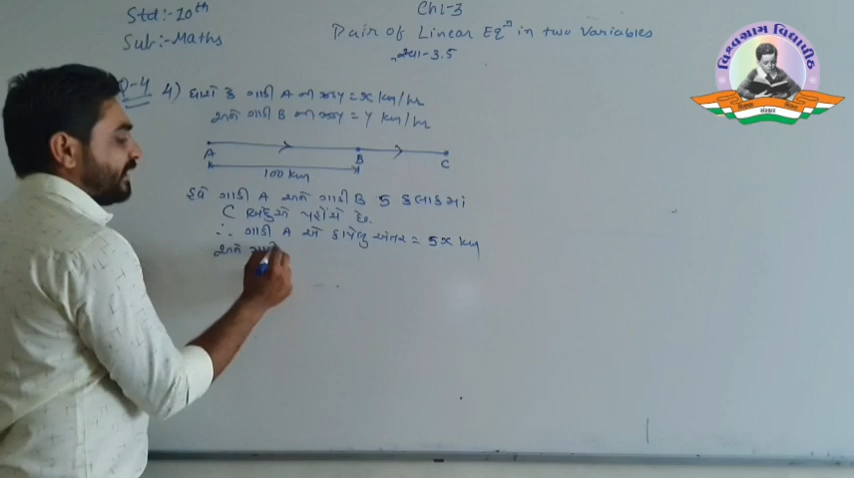 Std:- 10th
Sub:- Maths
Ch:-3
Pair of Linear Eqn in two Variables
સ્વા-3.5
Q-4
4) ધારો કે ગાડી A ની ઝડપ = x km/hr
અને ગાડી B ની ઝડપ = y km/hr
A B C
100 km
હવે ગાડી A અને ગાડી B 5 કલાકમાં
C બિંદુએ પહોંચે છે.
∴ ગાડી A એ કાપેલું અંતર = 5x km
અને
વિશ્વગ્રામ વિદ્યાપીઠ
સંસ્કાર